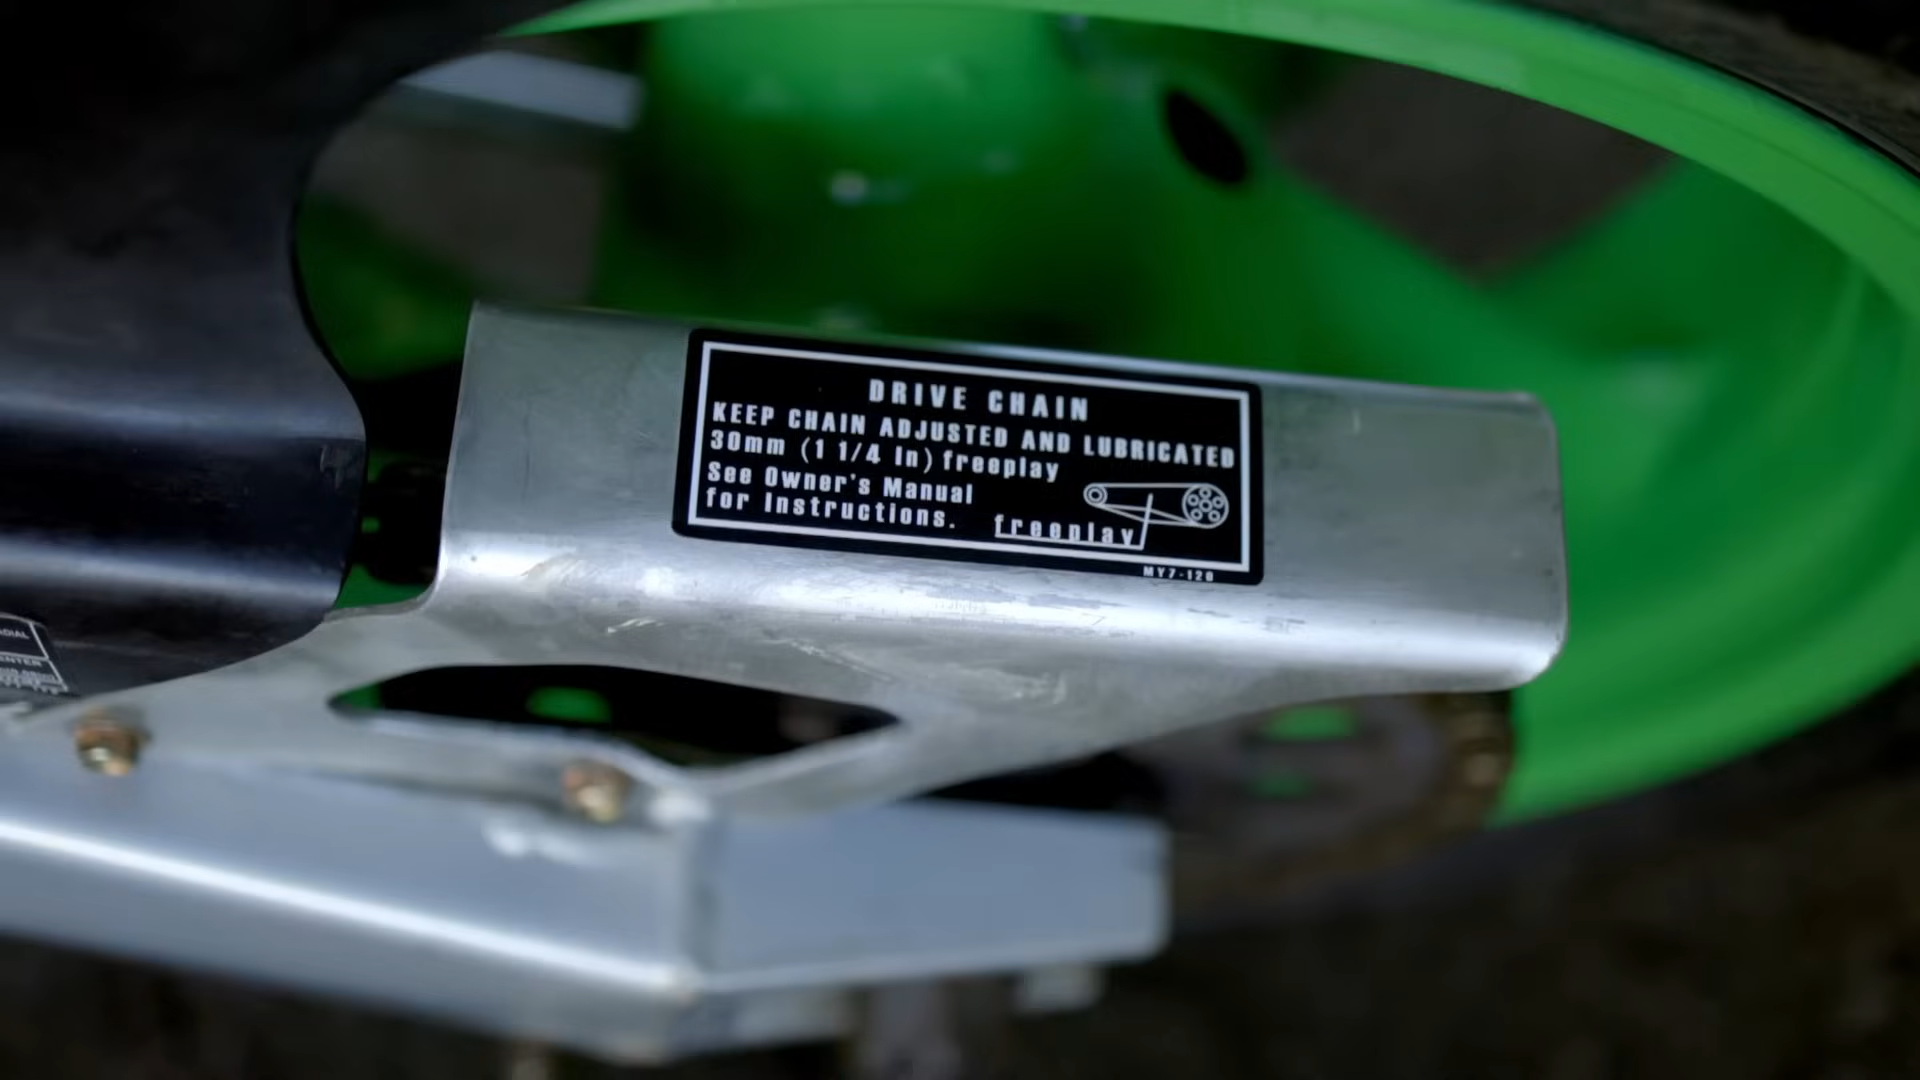 DRIVE CHAIN
KEEP CHAIN ADJUSTED AND LUBRICATED
30mm (1 1/4 In) freeplay
See Owner's Manual
for Instructions.
freeplay
MY7-120